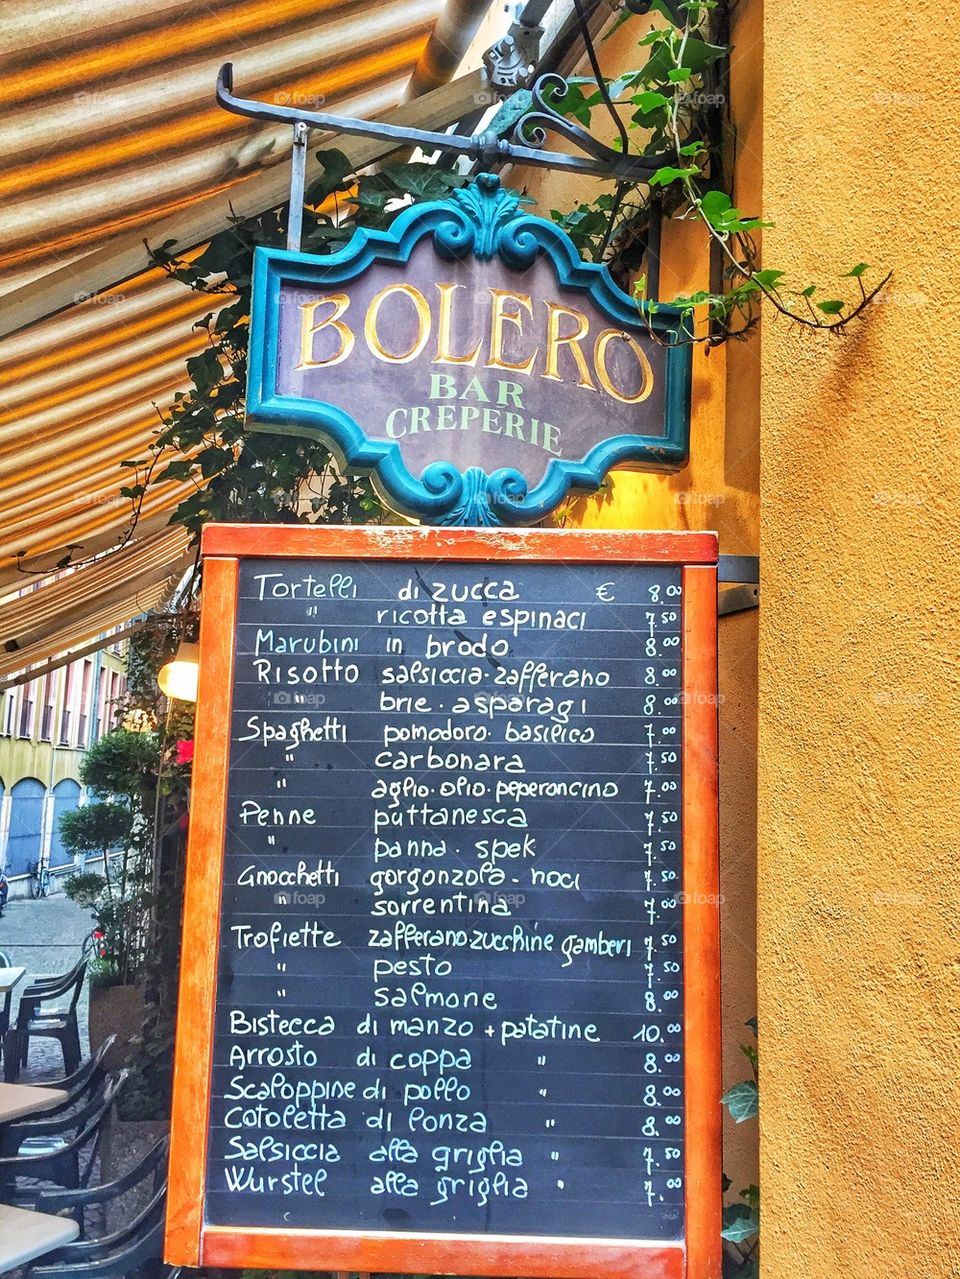 BOLERO
BAR
CREPERIE
Tortelli di zucca € 8.00
" ricotta espinaci 7.50
Marubini in brodo 8.00
Risotto salsiccia·zafferano 8.00
" brie·asparagi 8.00
Spaghetti pomodoro·basilico 7.00
" carbonara 7.50
" aglio·olio·peperoncino 7.00
Penne puttanesca 7.50
" panna·spek 7.50
Gnocchetti gorgonzola-noci 7.50
" sorrentina 7.00
Trofiette zafferano·zucchine gamberi 7.50
" pesto 7.50
" salmone 8.00
Bistecca di manzo + patatine 10.00
Arrosto di coppa " 8.00
Scaloppine di pollo " 8.00
Cotoletta di lonza " 8.00
Salsiccia alla griglia " 7.50
Wurstel alla griglia " 7.00
foap